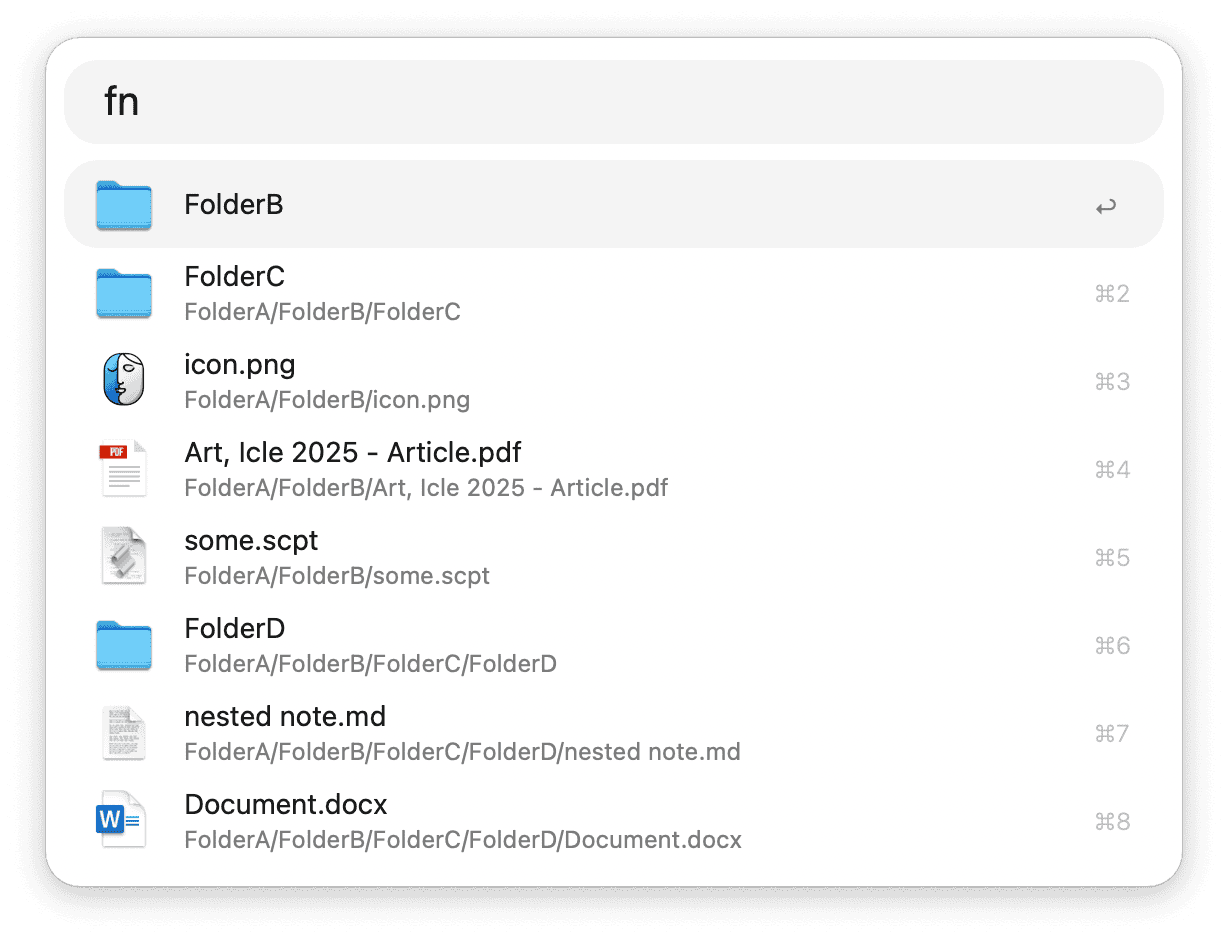 fn
FolderB
↩
FolderC
FolderA/FolderB/FolderC
⌘2
icon.png
FolderA/FolderB/icon.png
⌘3
PDF
Art, Icle 2025 - Article.pdf
FolderA/FolderB/Art, Icle 2025 - Article.pdf
⌘4
some.scpt
FolderA/FolderB/some.scpt
⌘5
FolderD
FolderA/FolderB/FolderC/FolderD
⌘6
nested note.md
FolderA/FolderB/FolderC/FolderD/nested note.md
⌘7
W
Document.docx
FolderA/FolderB/FolderC/FolderD/Document.docx
⌘8